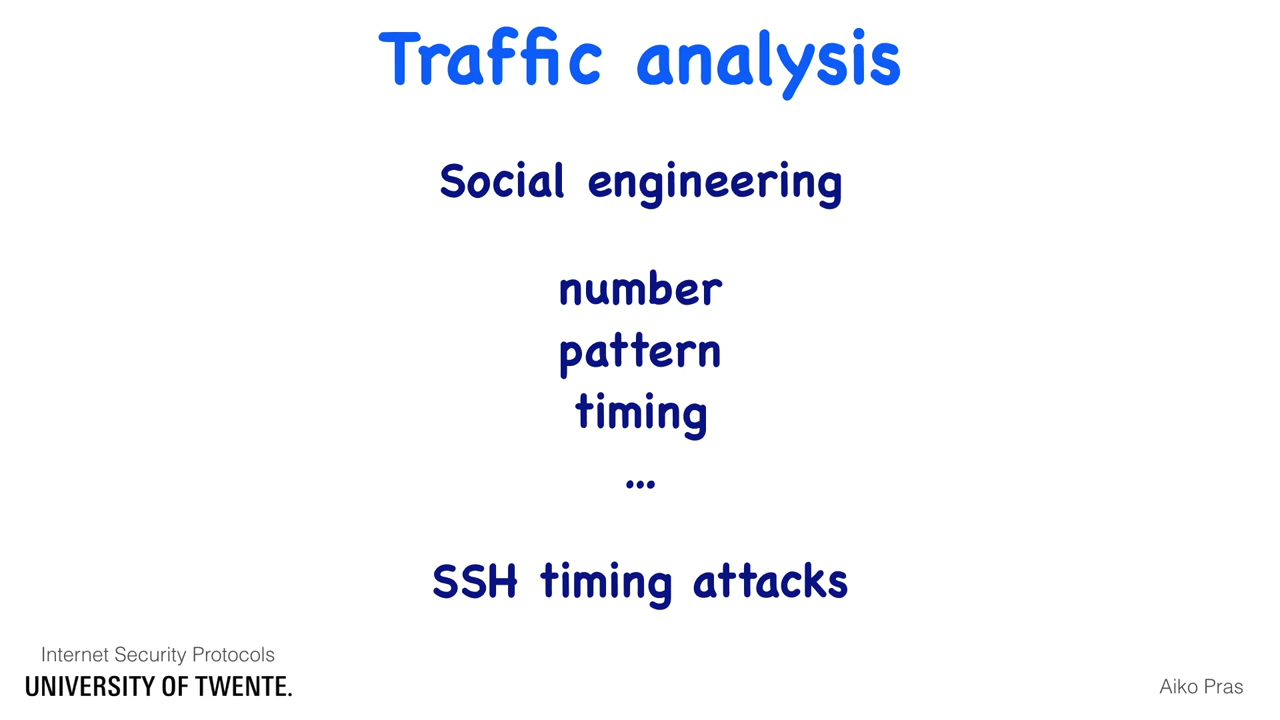 Traffic analysis
Social engineering
number
pattern
timing
...
SSH timing attacks
Internet Security Protocols
UNIVERSITY OF TWENTE.
Aiko Pras